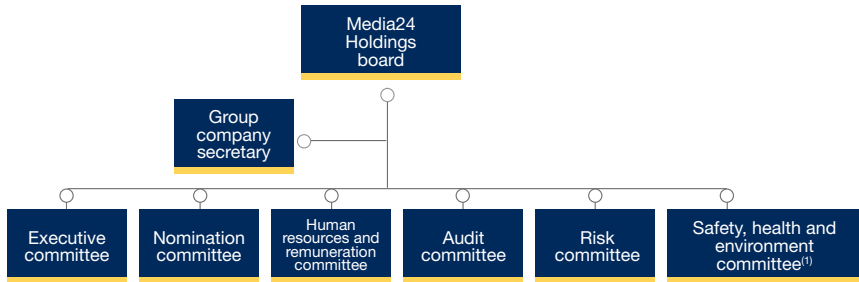 Media24
Holdings
board
Group
company
secretary
Executive
committee
Nomination
committee
Human
resources and
remuneration
committee
Audit
committee
Risk
committee
Safety, health and
environment
committee(1)